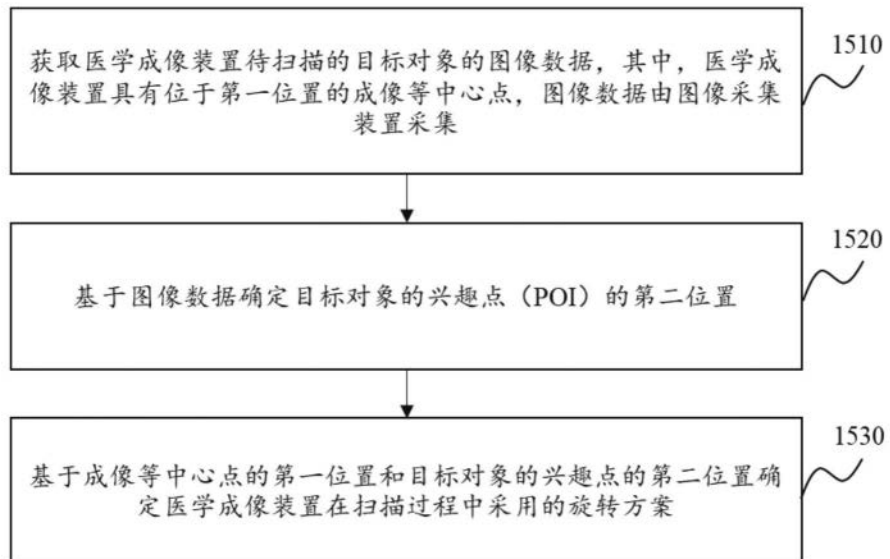 获取医学成像装置待扫描的目标对象的图像数据，其中，医学成
像装置具有位于第一位置的成像等中心点，图像数据由图像采集
装置采集
1510
基于图像数据确定目标对象的兴趣点（POI）的第二位置
1520
基于成像等中心点的第一位置和目标对象的兴趣点的第二位置确
定医学成像装置在扫描过程中采用的旋转方案
1530